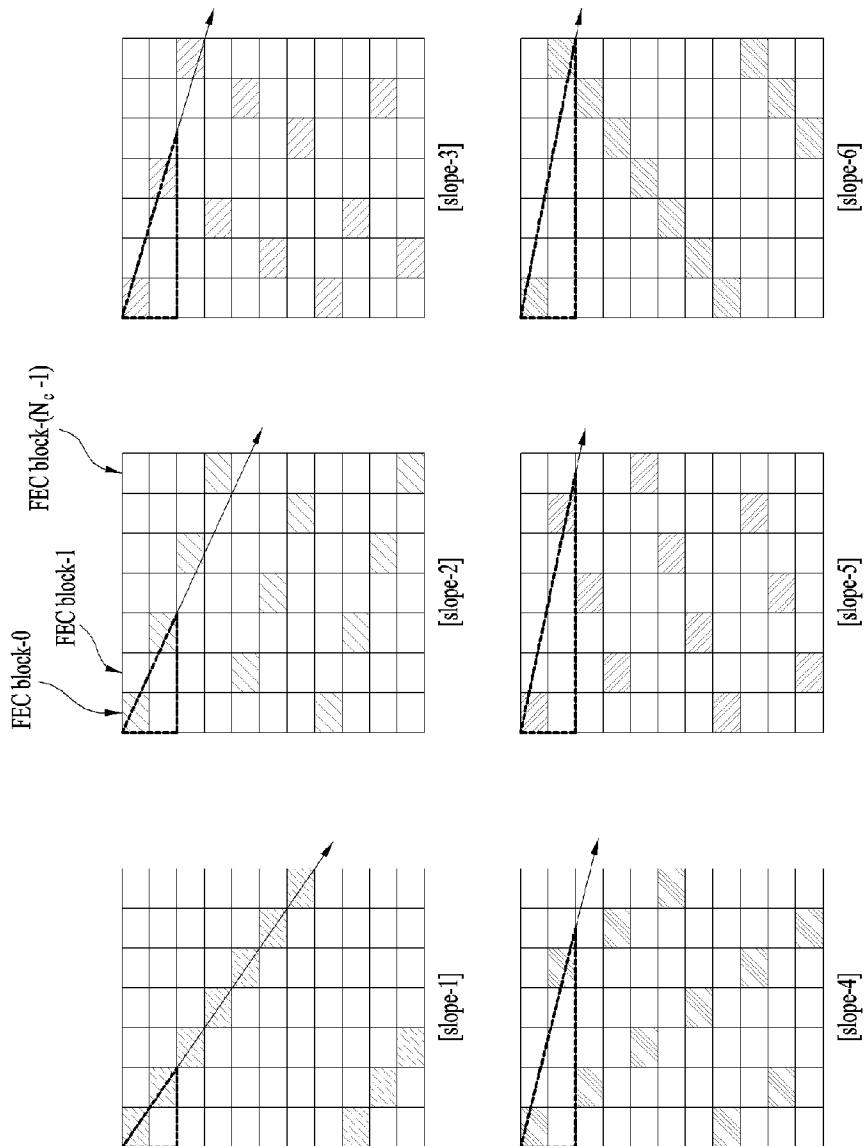 FEC block-0
FEC block-1
FEC block-(Nc -1)
[slope-1]
[slope-2]
[slope-3]
[slope-4]
[slope-5]
[slope-6]